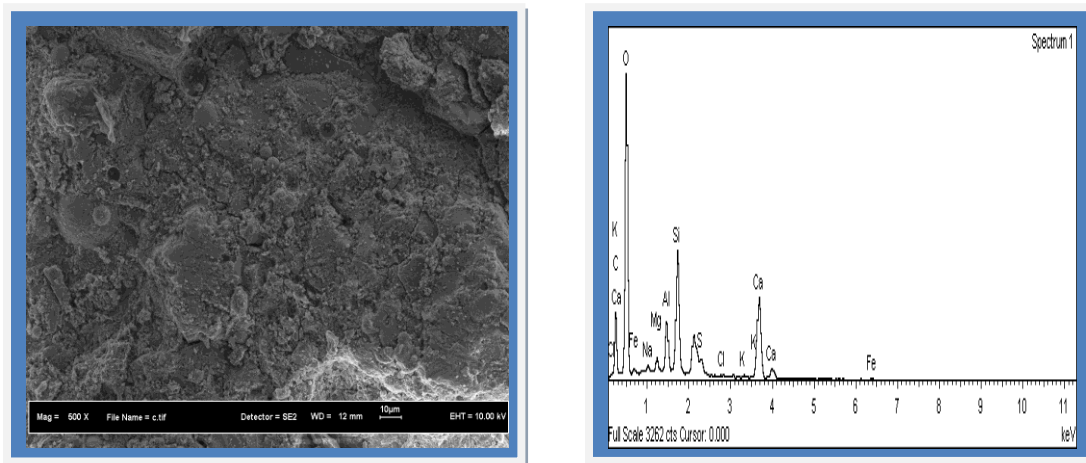 Mag = 500 X File Name = c.tif Detector = SE2 WD = 12 mm 10µm EHT = 10.00 kV
Spectrum 1
O
K
C
Ca
Cl
Fe
Na
Mg
Al
Si
S
Cl
K
K
Ca
Ca
Fe
1 2 3 4 5 6 7 8 9 10 11
Full Scale 3262 cts Cursor: 0.000 keV